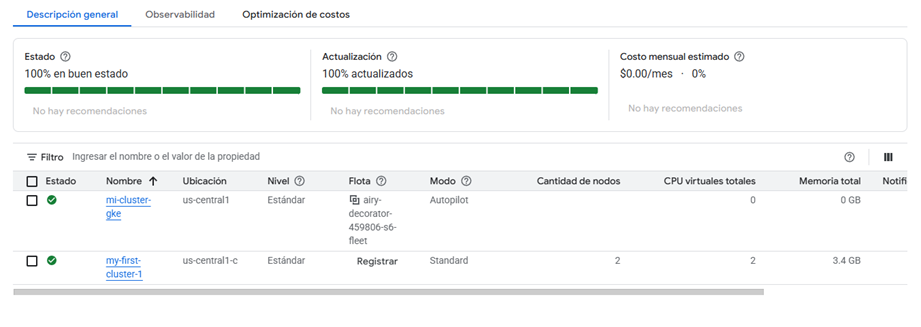 Descripción general Observabilidad Optimización de costos
Estado Actualización Costo mensual estimado
100% en buen estado 100% actualizados $0.00/mes · 0%
No hay recomendaciones No hay recomendaciones No hay recomendaciones
Filtro Ingresar el nombre o el valor de la propiedad
Estado Nombre Ubicación Nivel Flota Modo Cantidad de nodos CPU virtuales totales Memoria total Notifi
mi-cluster- us-central1 Estándar airy- Autopilot 0 0 GB
gke decorator-
459806-s6-
fleet
my-first- us-central1-c Estándar Registrar Standard 2 2 3.4 GB
cluster-1